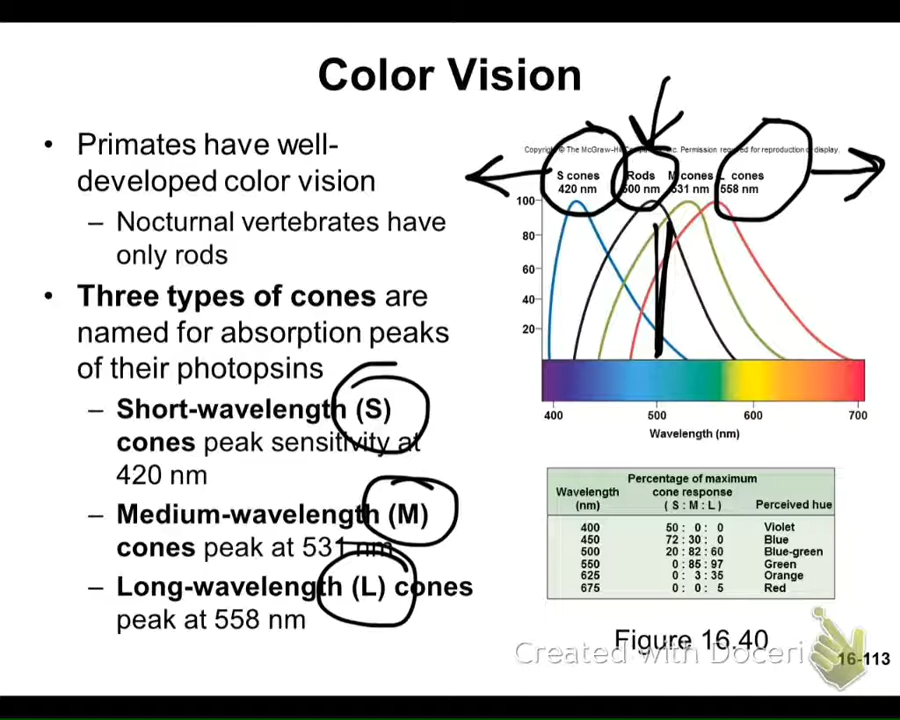 Color Vision
• Primates have well-
developed color vision
– Nocturnal vertebrates have
only rods
• Three types of cones are
named for absorption peaks
of their photopsins
– Short-wavelength (S)
cones peak sensitivity at
420 nm
– Medium-wavelength (M)
cones peak at 531 nm
– Long-wavelength (L) cones
peak at 558 nm
Copyright © The McGraw-Hill Companies, Inc. Permission required for reproduction or display.
S cones Rods M cones L cones
420 nm 500 nm 531 nm 558 nm
100
80
60
40
20
400 500 600 700
Wavelength (nm)
Percentage of maximum
Wavelength cone response
(nm) ( S : M : L ) Perceived hue
400 50 : 0 : 0 Violet
450 72 : 30 : 0 Blue
500 20 : 82 : 60 Blue-green
550 0 : 85 : 97 Green
625 0 : 3 : 35 Orange
675 0 : 0 : 5 Red
Figure 16.40
Created with Doceri
16-113